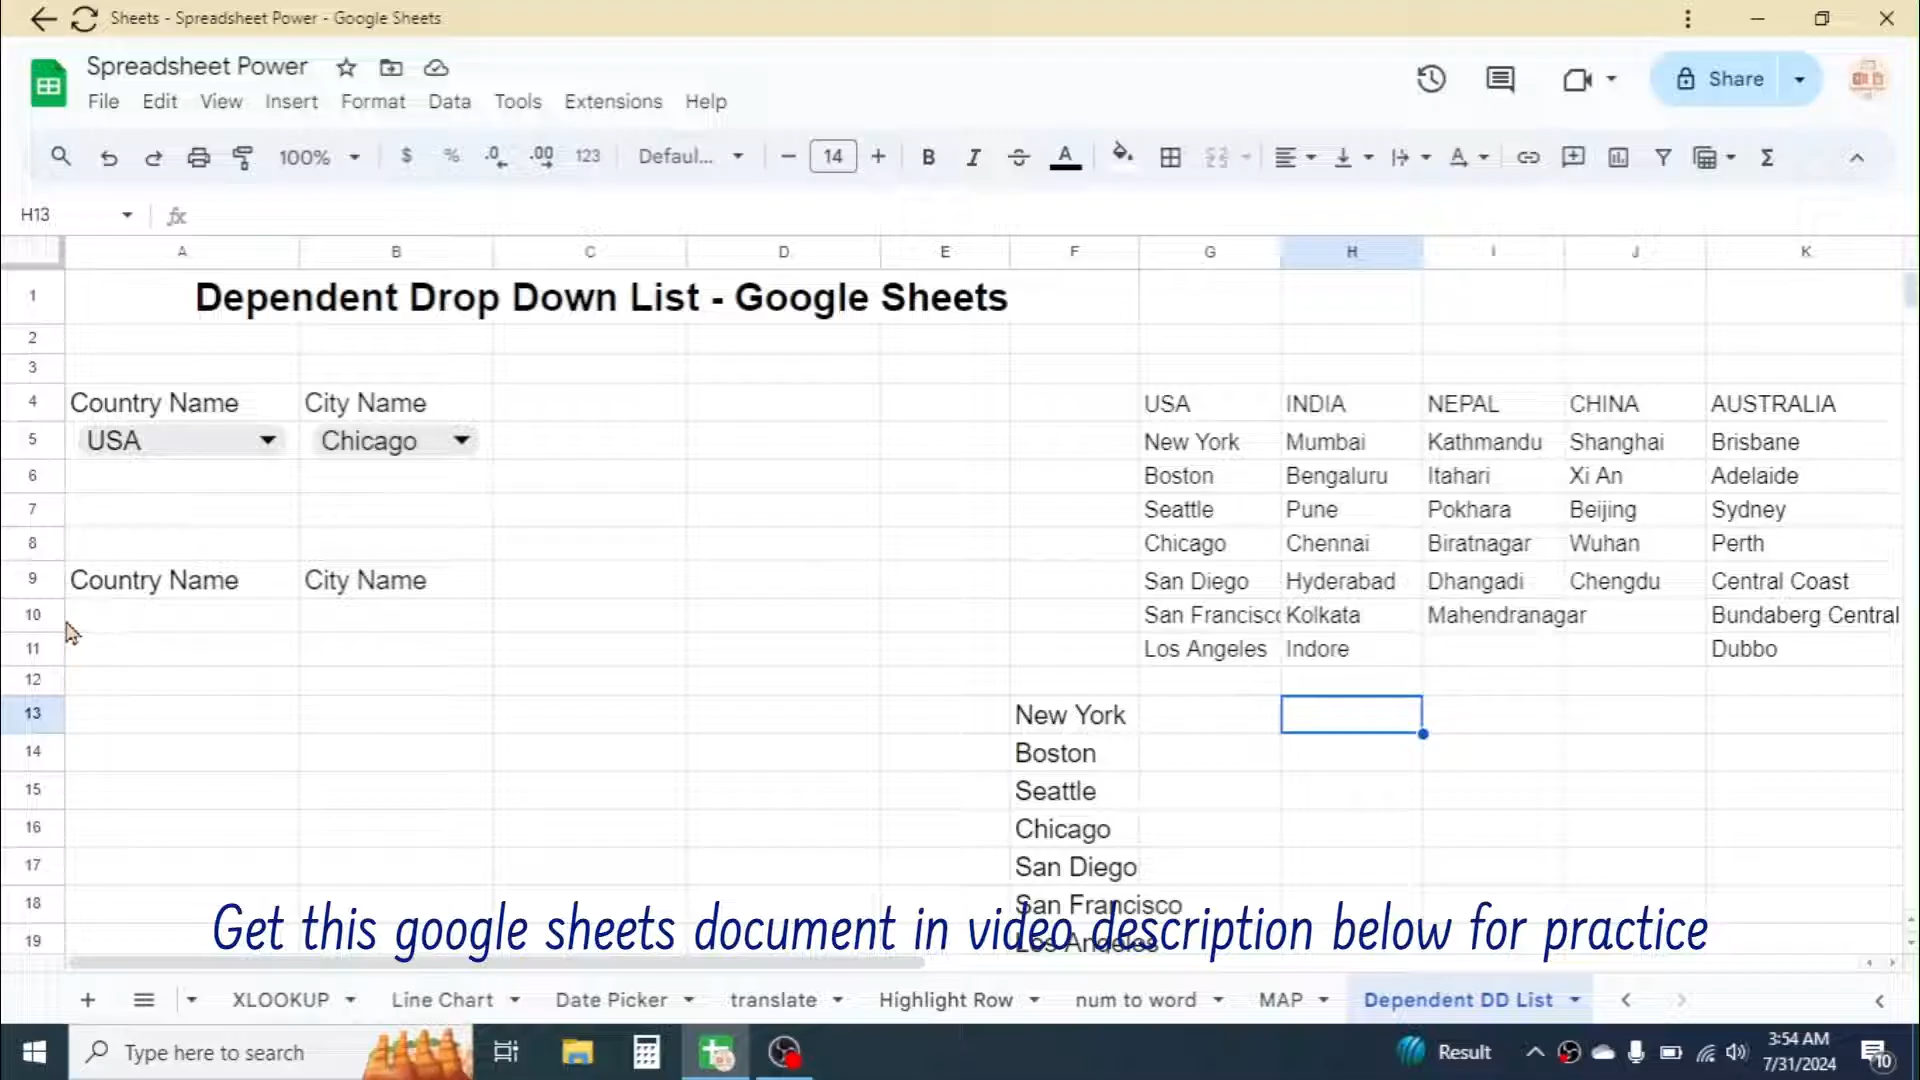 Sheets - Spreadsheet Power - Google Sheets
Spreadsheet Power
File Edit View Insert Format Data Tools Extensions Help
Share
100% $ % .0 .00 123 Defaul... 14 B I A
H13 fx
A B C D E F G H I J K
1 Dependent Drop Down List - Google Sheets
2
3
4 Country Name City Name USA INDIA NEPAL CHINA AUSTRALIA
5 USA Chicago New York Mumbai Kathmandu Shanghai Brisbane
6 Boston Bengaluru Itahari Xi An Adelaide
7 Seattle Pune Pokhara Beijing Sydney
8 Chicago Chennai Biratnagar Wuhan Perth
9 Country Name City Name San Diego Hyderabad Dhangadi Chengdu Central Coast
10 San Francisco Kolkata Mahendranagar Bundaberg Central
11 Los Angeles Indore Dubbo
12
13 New York
14 Boston
15 Seattle
16 Chicago
17 San Diego
18 San Francisco
Get this google sheets document in video description below for practice
19 Los Angeles
XLOOKUP Line Chart Date Picker translate Highlight Row num to word MAP Dependent DD List
Type here to search Result 3:54 AM
7/31/2024 10